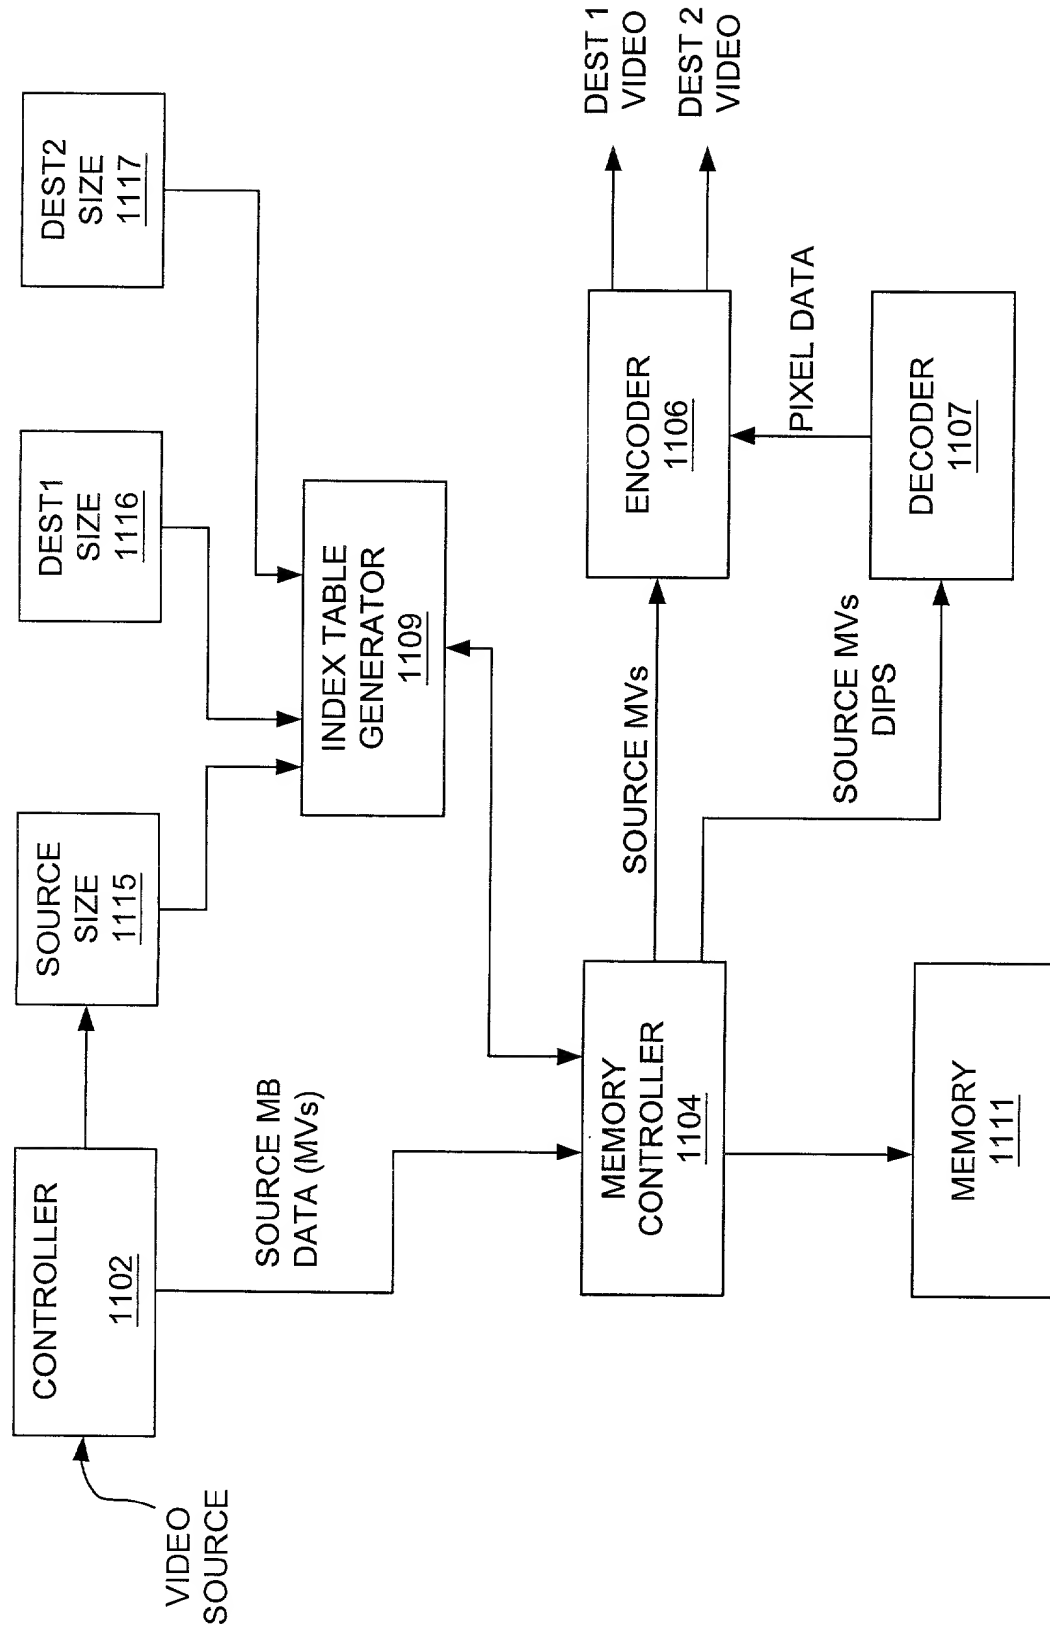 VIDEO
SOURCE
CONTROLLER
1102
SOURCE
SIZE
1115
DEST1
SIZE
1116
DEST2
SIZE
1117
SOURCE MB
DATA (MVs)
INDEX TABLE
GENERATOR
1109
MEMORY
CONTROLLER
1104
SOURCE MVs
ENCODER
1106
DEST 1
VIDEO
DEST 2
VIDEO
PIXEL DATA
SOURCE MVs
DIPS
DECODER
1107
MEMORY
1111